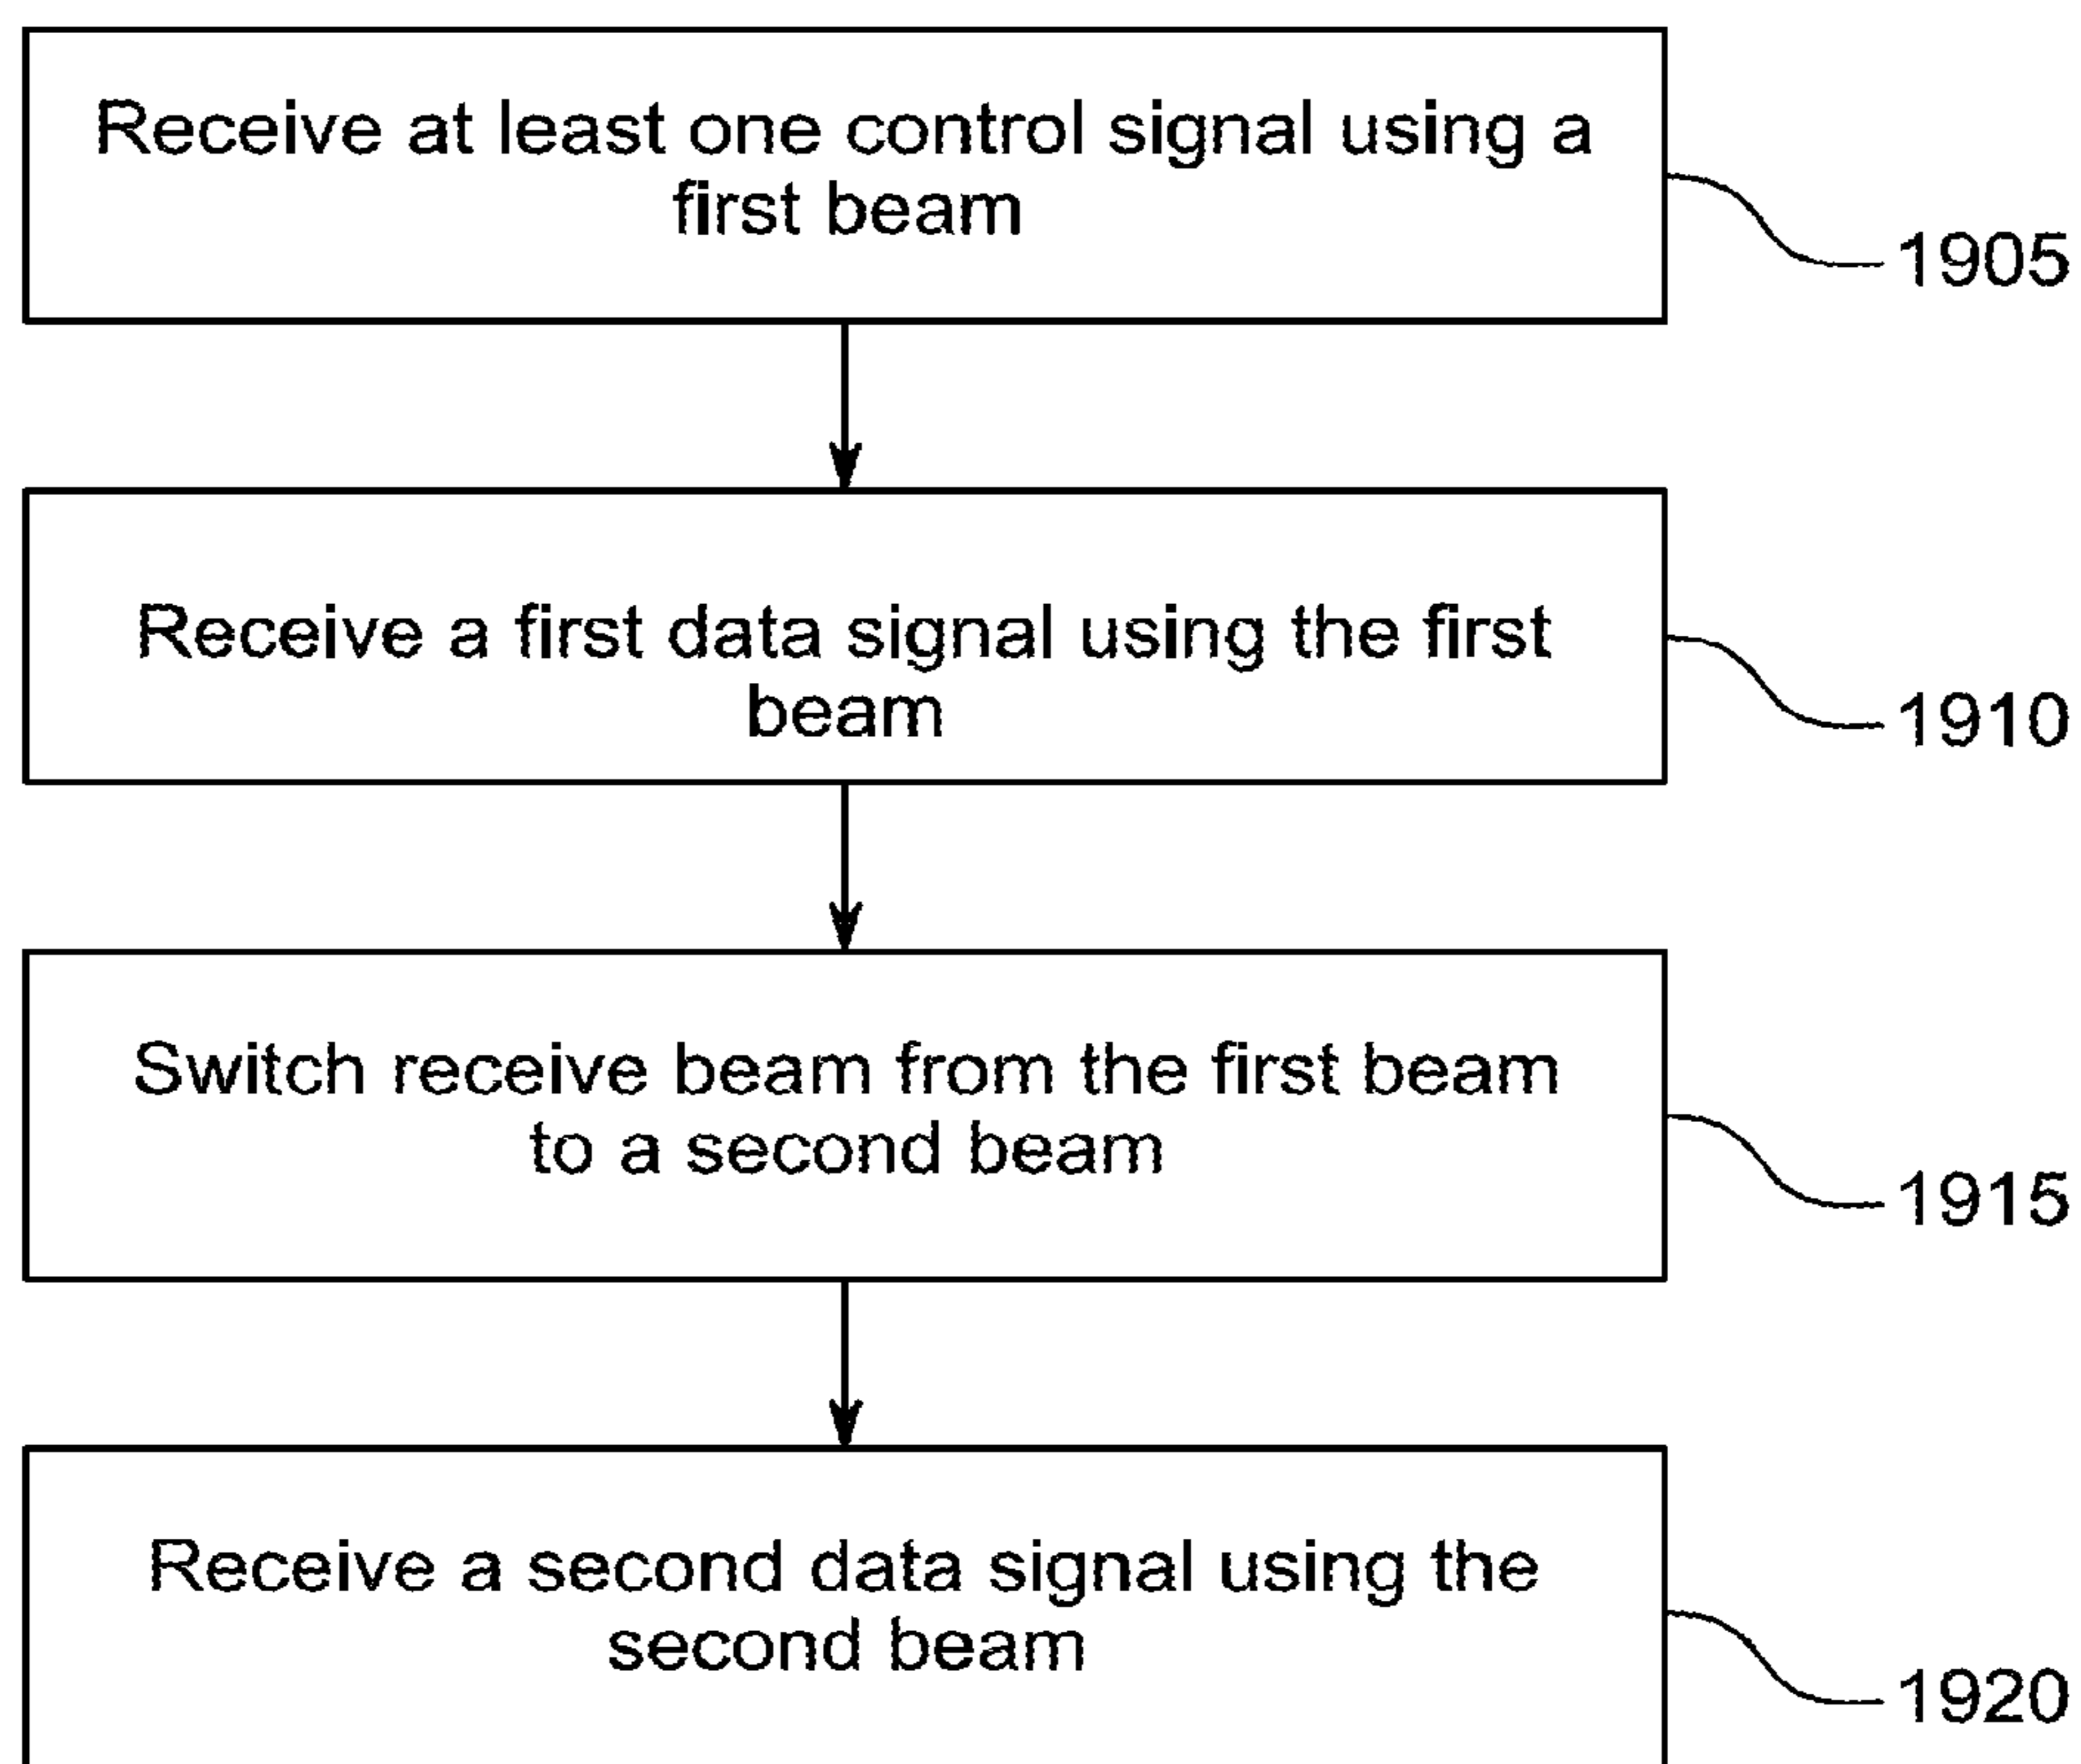 Receive at least one control signal using a
first beam
1905
Receive a first data signal using the first
beam
1910
Switch receive beam from the first beam
to a second beam
1915
Receive a second data signal using the
second beam
1920